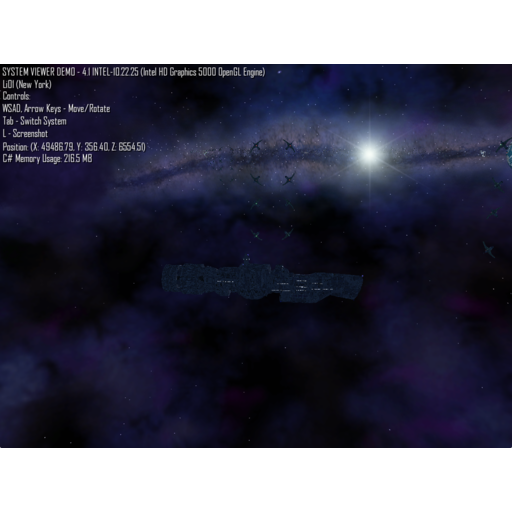 SYSTEM VIEWER DEMO - 4.1 INTEL-10.22.25 (Intel HD Graphics 5000 OpenGL Engine)
Li01 (New York)
Controls:
WSAD, Arrow Keys - Move/Rotate
Tab - Switch System
L - Screenshot
Position: (X: 49486.79, Y: 356.40, Z: 6554.51)
C# Memory Usage: 216.5 MB